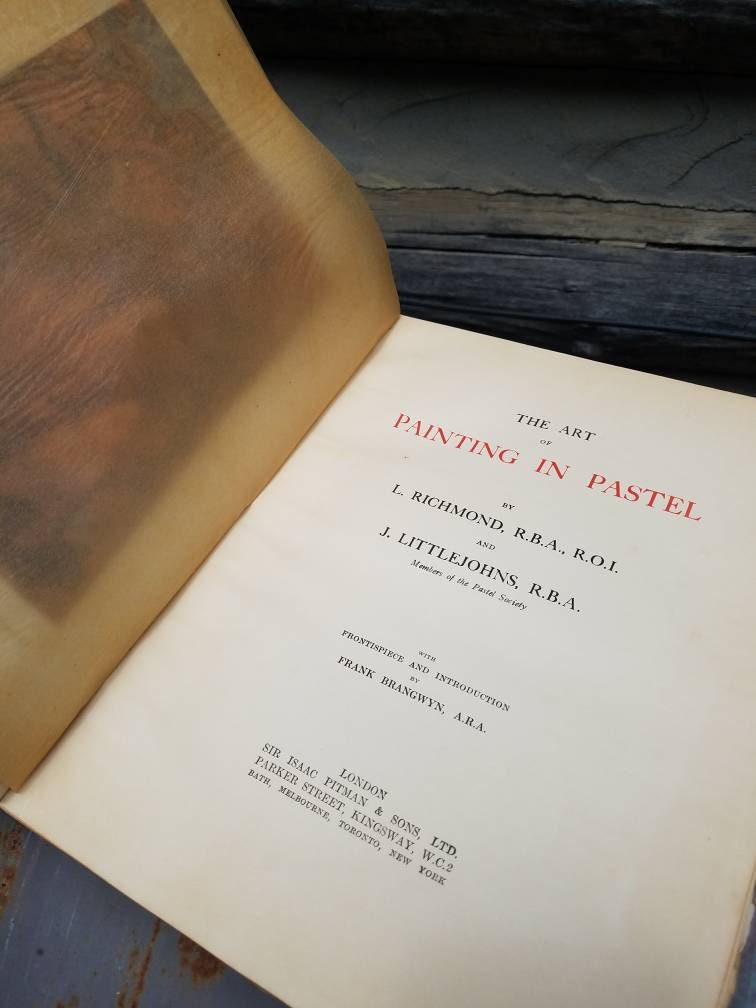 THE ART
OF
PAINTING IN PASTEL
BY
L. RICHMOND, R.B.A., R.O.I.
AND
J. LITTLEJOHNS, R.B.A.
Members of the Pastel Society
WITH
FRONTISPIECE AND INTRODUCTION
BY
FRANK BRANGWYN, A.R.A.
LONDON
SIR ISAAC PITMAN & SONS, LTD.
PARKER STREET, KINGSWAY, W.C.2
BATH, MELBOURNE, TORONTO, NEW YORK